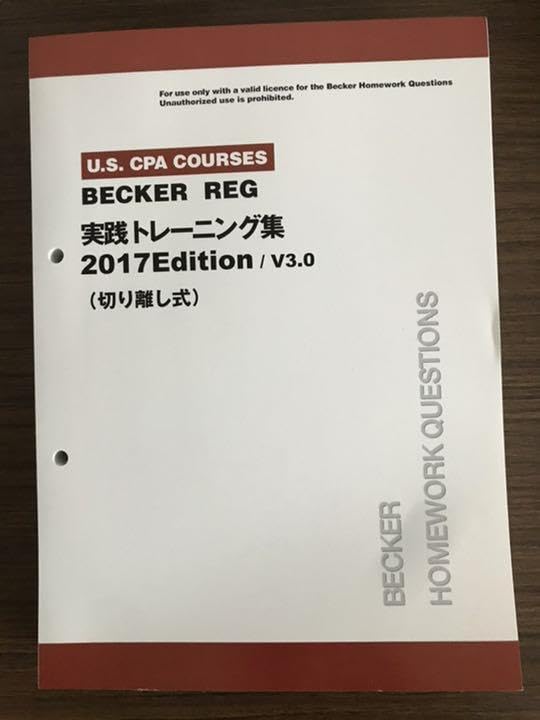 For use only with a valid licence for the Becker Homework Questions
Unauthorized use is prohibited.
U.S. CPA COURSES
BECKER REG
実践トレーニング集
2017Edition / V3.0
(切り離し式)
BECKER
HOMEWORK QUESTIONS